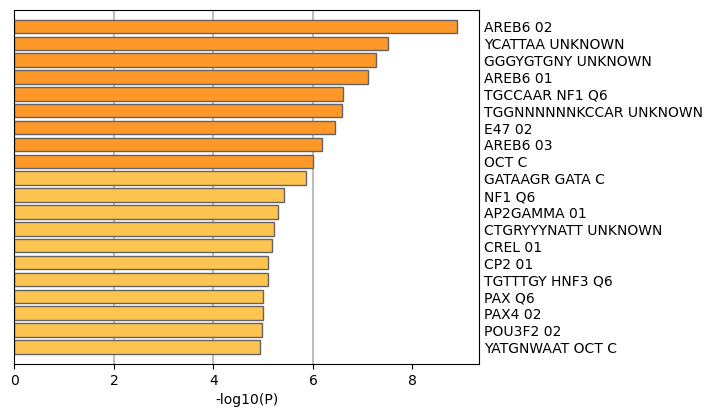 AREB6 02
YCATTAA UNKNOWN
GGGYGTGNY UNKNOWN
AREB6 01
TGCCAAR NF1 Q6
TGGNNNNNNKCCAR UNKNOWN
E47 02
AREB6 03
OCT C
GATAAGR GATA C
NF1 Q6
AP2GAMMA 01
CTGRYYYNATT UNKNOWN
CREL 01
CP2 01
TGTTTGY HNF3 Q6
PAX Q6
PAX4 02
POU3F2 02
YATGNWAAT OCT C
0 2 4 6 8
-log10(P)